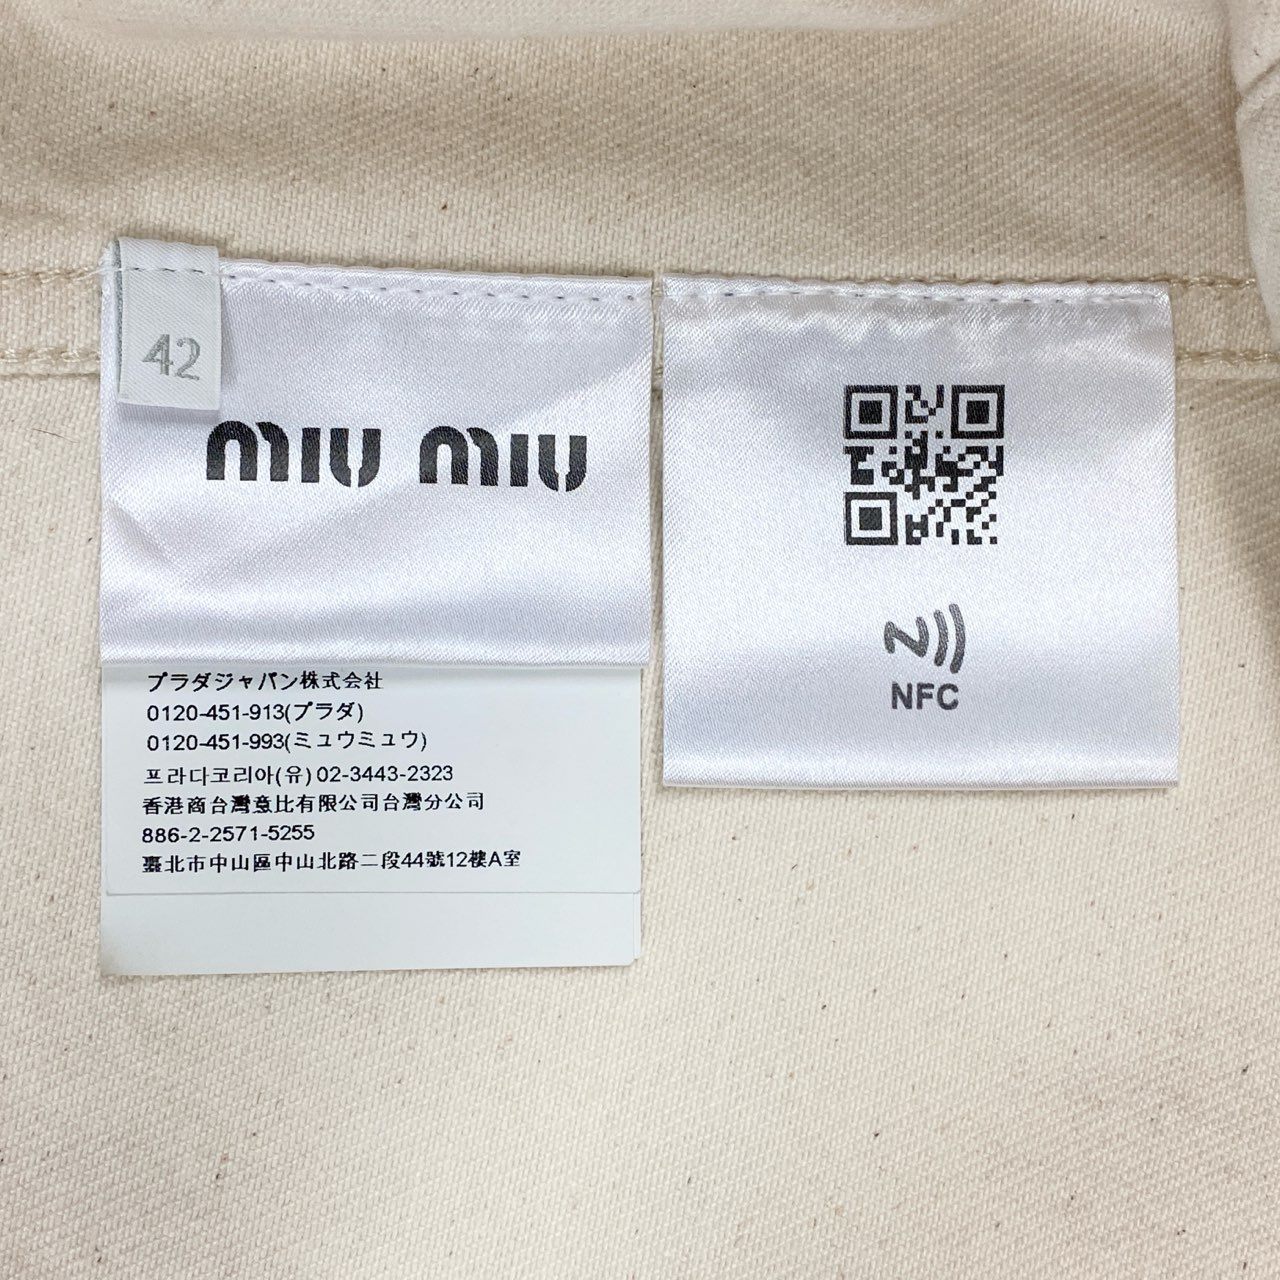 42
miu miu
プラダジャパン株式会社
0120-451-913(プラダ)
0120-451-993(ミュウミュウ)
프라다코리아(유) 02-3443-2323
香港商台灣意比有限公司台灣分公司
886-2-2571-5255
臺北市中山區中山北路二段44號12樓A室
NFC